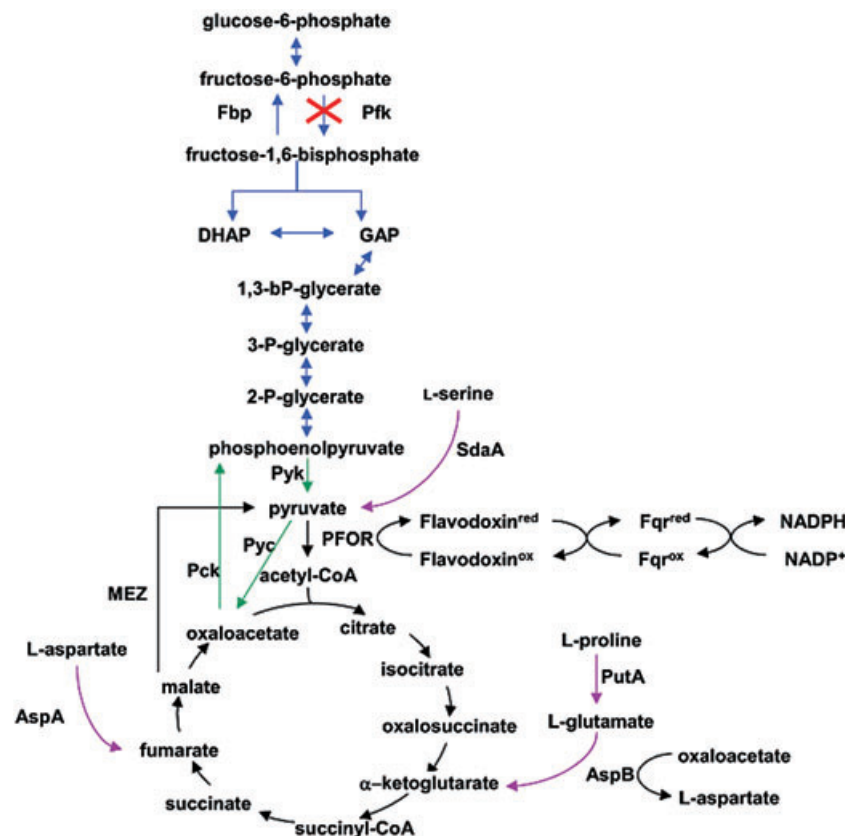 glucose-6-phosphate
fructose-6-phosphate
Fbp Pfk
fructose-1,6-bisphosphate
DHAP GAP
1,3-bP-glycerate
3-P-glycerate
2-P-glycerate
L-serine
phosphoenolpyruvate
SdaA
Pyk
pyruvate
Flavodoxinred Fqrred NADPH
PFOR
Pyc
Flavodoxinox Fqrox NADP+
Pck
acetyl-CoA
MEZ
citrate
oxaloacetate
L-aspartate
L-proline
isocitrate
PutA
malate
AspA
oxalosuccinate
L-glutamate
fumarate
oxaloacetate
α–ketoglutarate
AspB
succinate
L-aspartate
succinyl-CoA